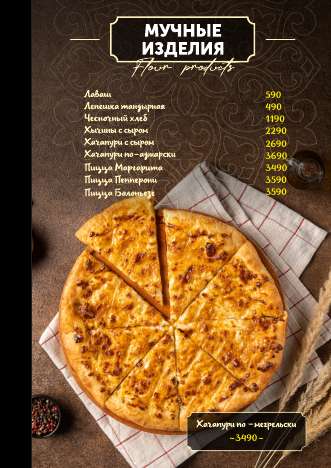 МУЧНЫЕ
ИЗДЕЛИЯ
Flour products
Лаваш 590
Лепешка тандырная 490
Чесночный хлеб 1190
Хычины с сыром 2290
Хачапури с сыром 2690
Хачапури по-аджарски 3690
Пицца Маргарита 3490
Пицца Пепперони 3590
Пицца Болоньезе 3590
Хачапури по - мегрельски
-3490-